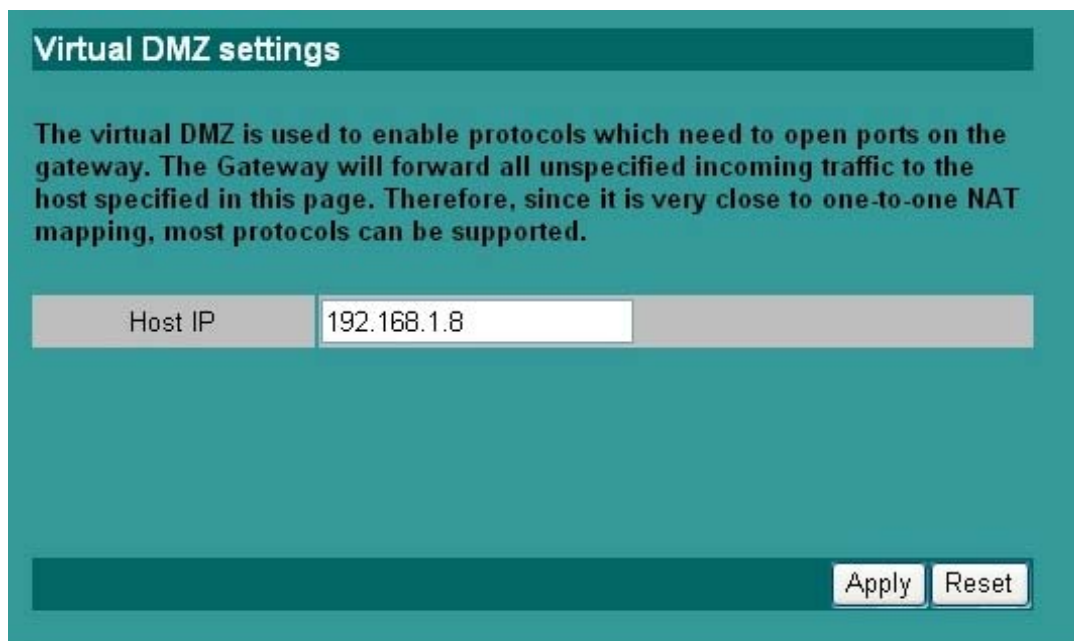 Virtual DMZ settings
The virtual DMZ is used to enable protocols which need to open ports on the
gateway. The Gateway will forward all unspecified incoming traffic to the
host specified in this page. Therefore, since it is very close to one-to-one NAT
mapping, most protocols can be supported.
Host IP 192.168.1.8
Apply Reset